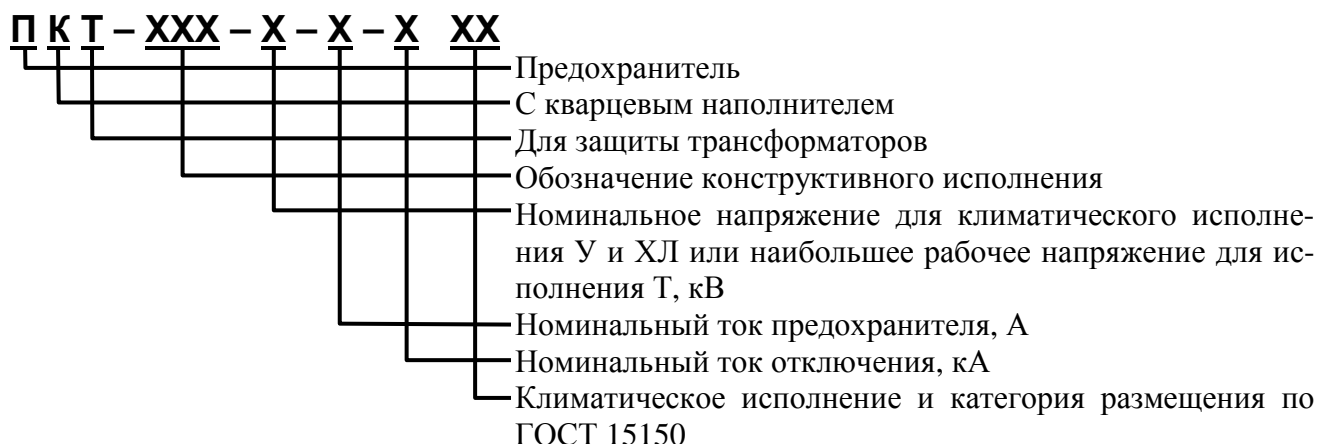 П К Т – ХХХ – Х – Х – Х ХХ
Предохранитель
С кварцевым наполнителем
Для защиты трансформаторов
Обозначение конструктивного исполнения
Номинальное напряжение для климатического исполне-
ния У и ХЛ или наибольшее рабочее напряжение для ис-
полнения Т, кВ
Номинальный ток предохранителя, А
Номинальный ток отключения, кА
Климатическое исполнение и категория размещения по
ГОСТ 15150